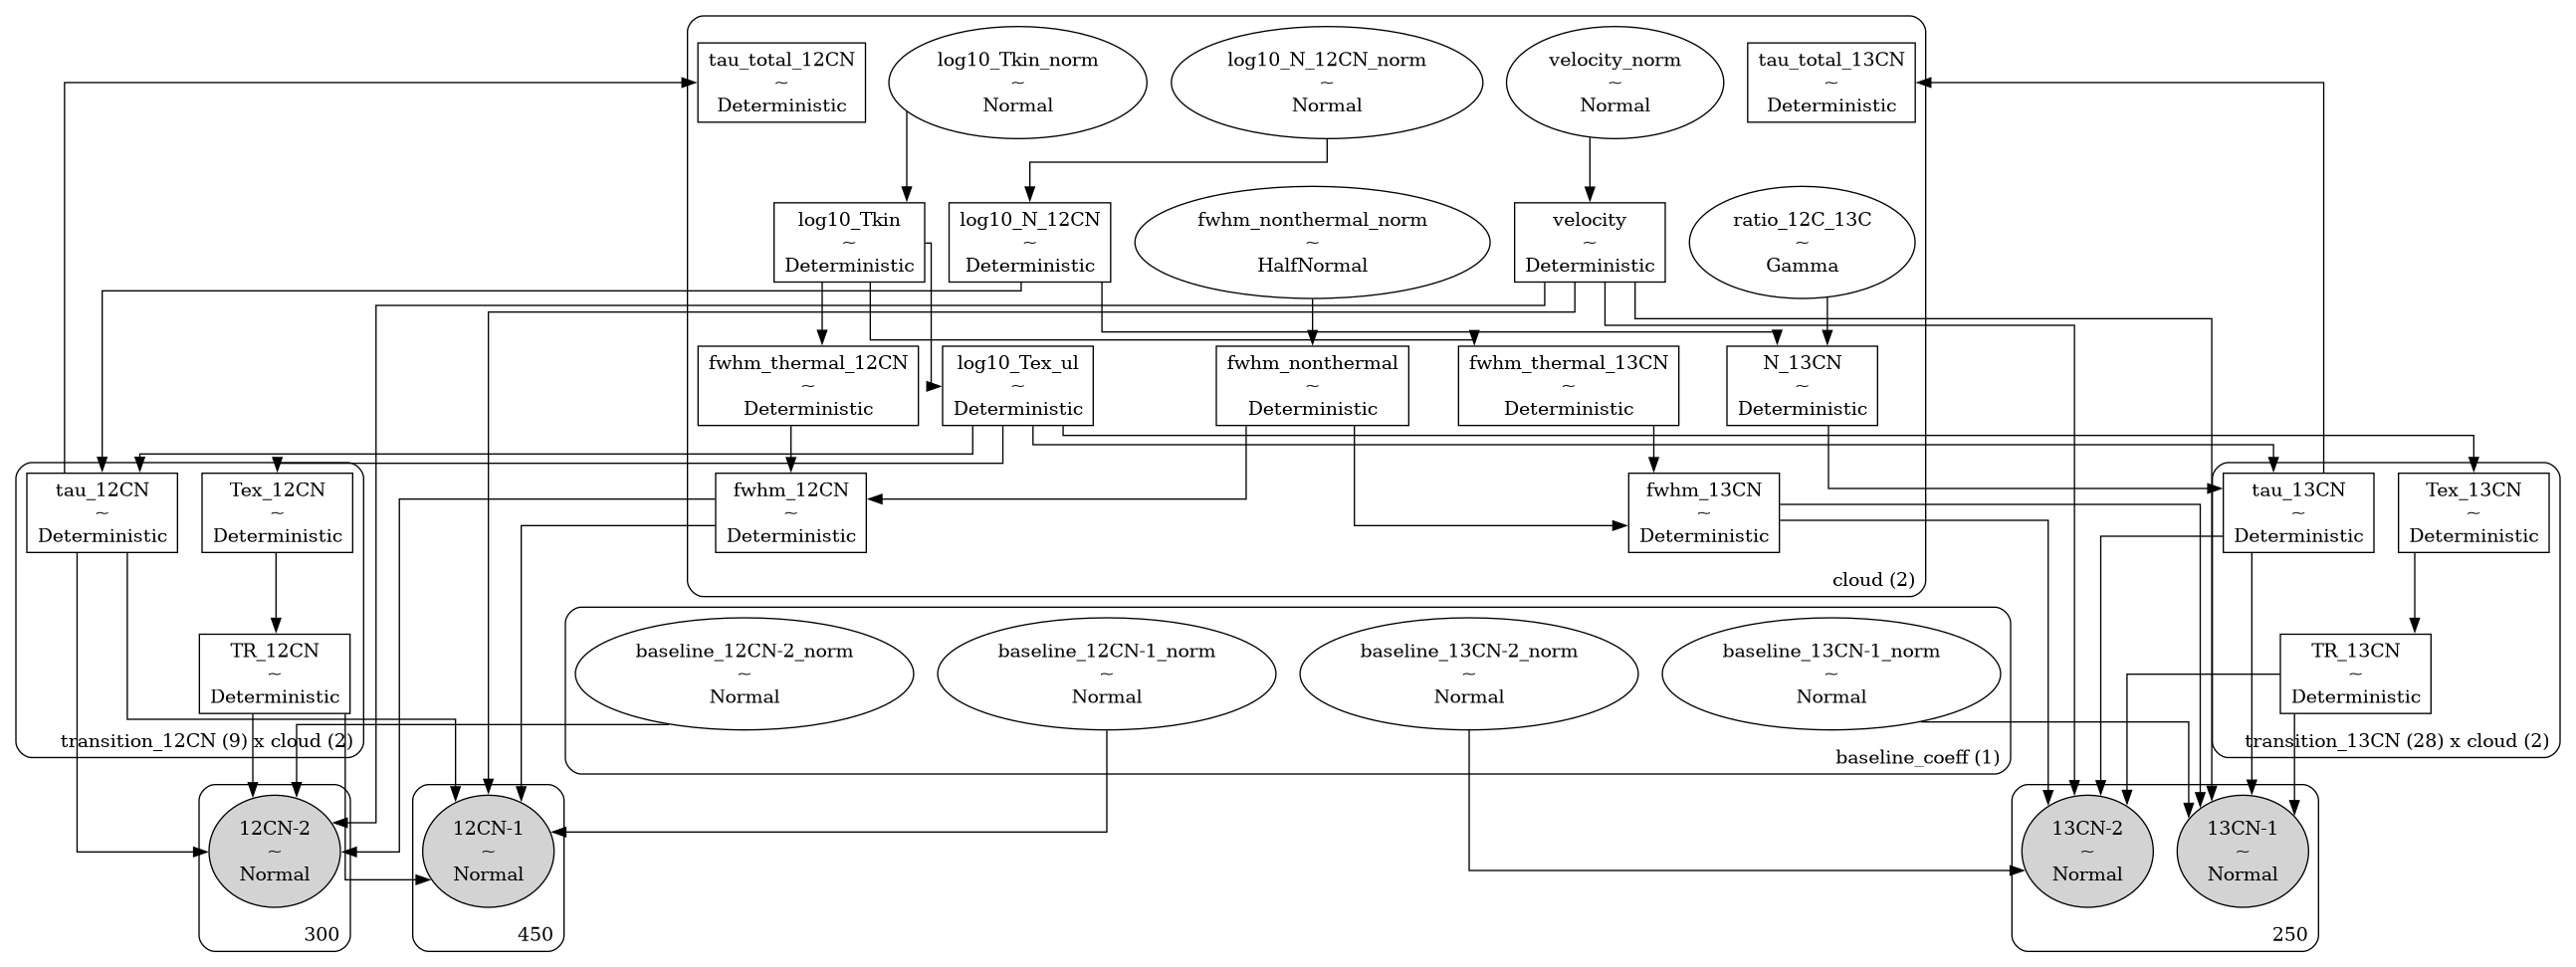 tau_total_12CN
~
Deterministic
log10_Tkin_norm
~
Normal
log10_N_12CN_norm
~
Normal
velocity_norm
~
Normal
tau_total_13CN
~
Deterministic
log10_Tkin
~
Deterministic
log10_N_12CN
~
Deterministic
fwhm_nonthermal_norm
~
HalfNormal
velocity
~
Deterministic
ratio_12C_13C
~
Gamma
fwhm_thermal_12CN
~
Deterministic
log10_Tex_ul
~
Deterministic
fwhm_nonthermal
~
Deterministic
fwhm_thermal_13CN
~
Deterministic
N_13CN
~
Deterministic
tau_12CN
~
Deterministic
Tex_12CN
~
Deterministic
fwhm_12CN
~
Deterministic
fwhm_13CN
~
Deterministic
tau_13CN
~
Deterministic
Tex_13CN
~
Deterministic
cloud (2)
TR_12CN
~
Deterministic
baseline_12CN-2_norm
~
Normal
baseline_12CN-1_norm
~
Normal
baseline_13CN-2_norm
~
Normal
baseline_13CN-1_norm
~
Normal
TR_13CN
~
Deterministic
transition_12CN (9) x cloud (2)
baseline_coeff (1)
transition_13CN (28) x cloud (2)
12CN-2
~
Normal
12CN-1
~
Normal
13CN-2
~
Normal
13CN-1
~
Normal
300
450
250